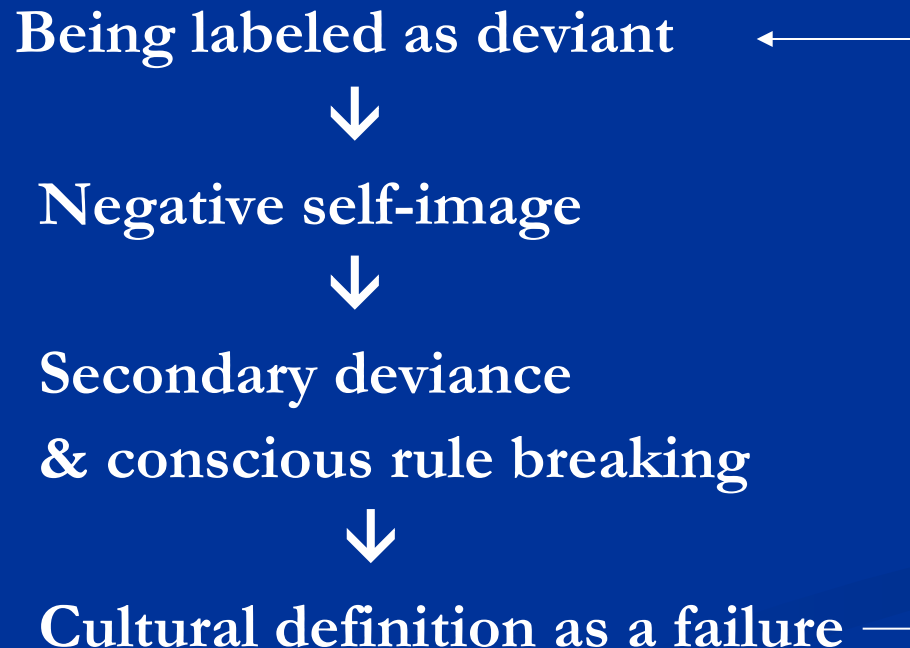 Being labeled as deviant
Negative self-image
Secondary deviance
& conscious rule breaking
Cultural definition as a failure